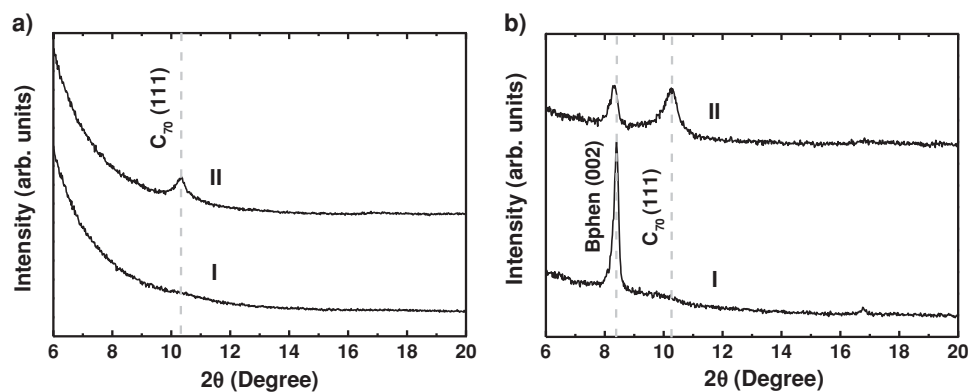 a)
Intensity (arb. units)
C₇₀ (111)
II
I
6 8 10 12 14 16 18 20
2θ (Degree)
b)
Intensity (arb. units)
Bphen (002)
C₇₀ (111)
II
I
6 8 10 12 14 16 18 20
2θ (Degree)